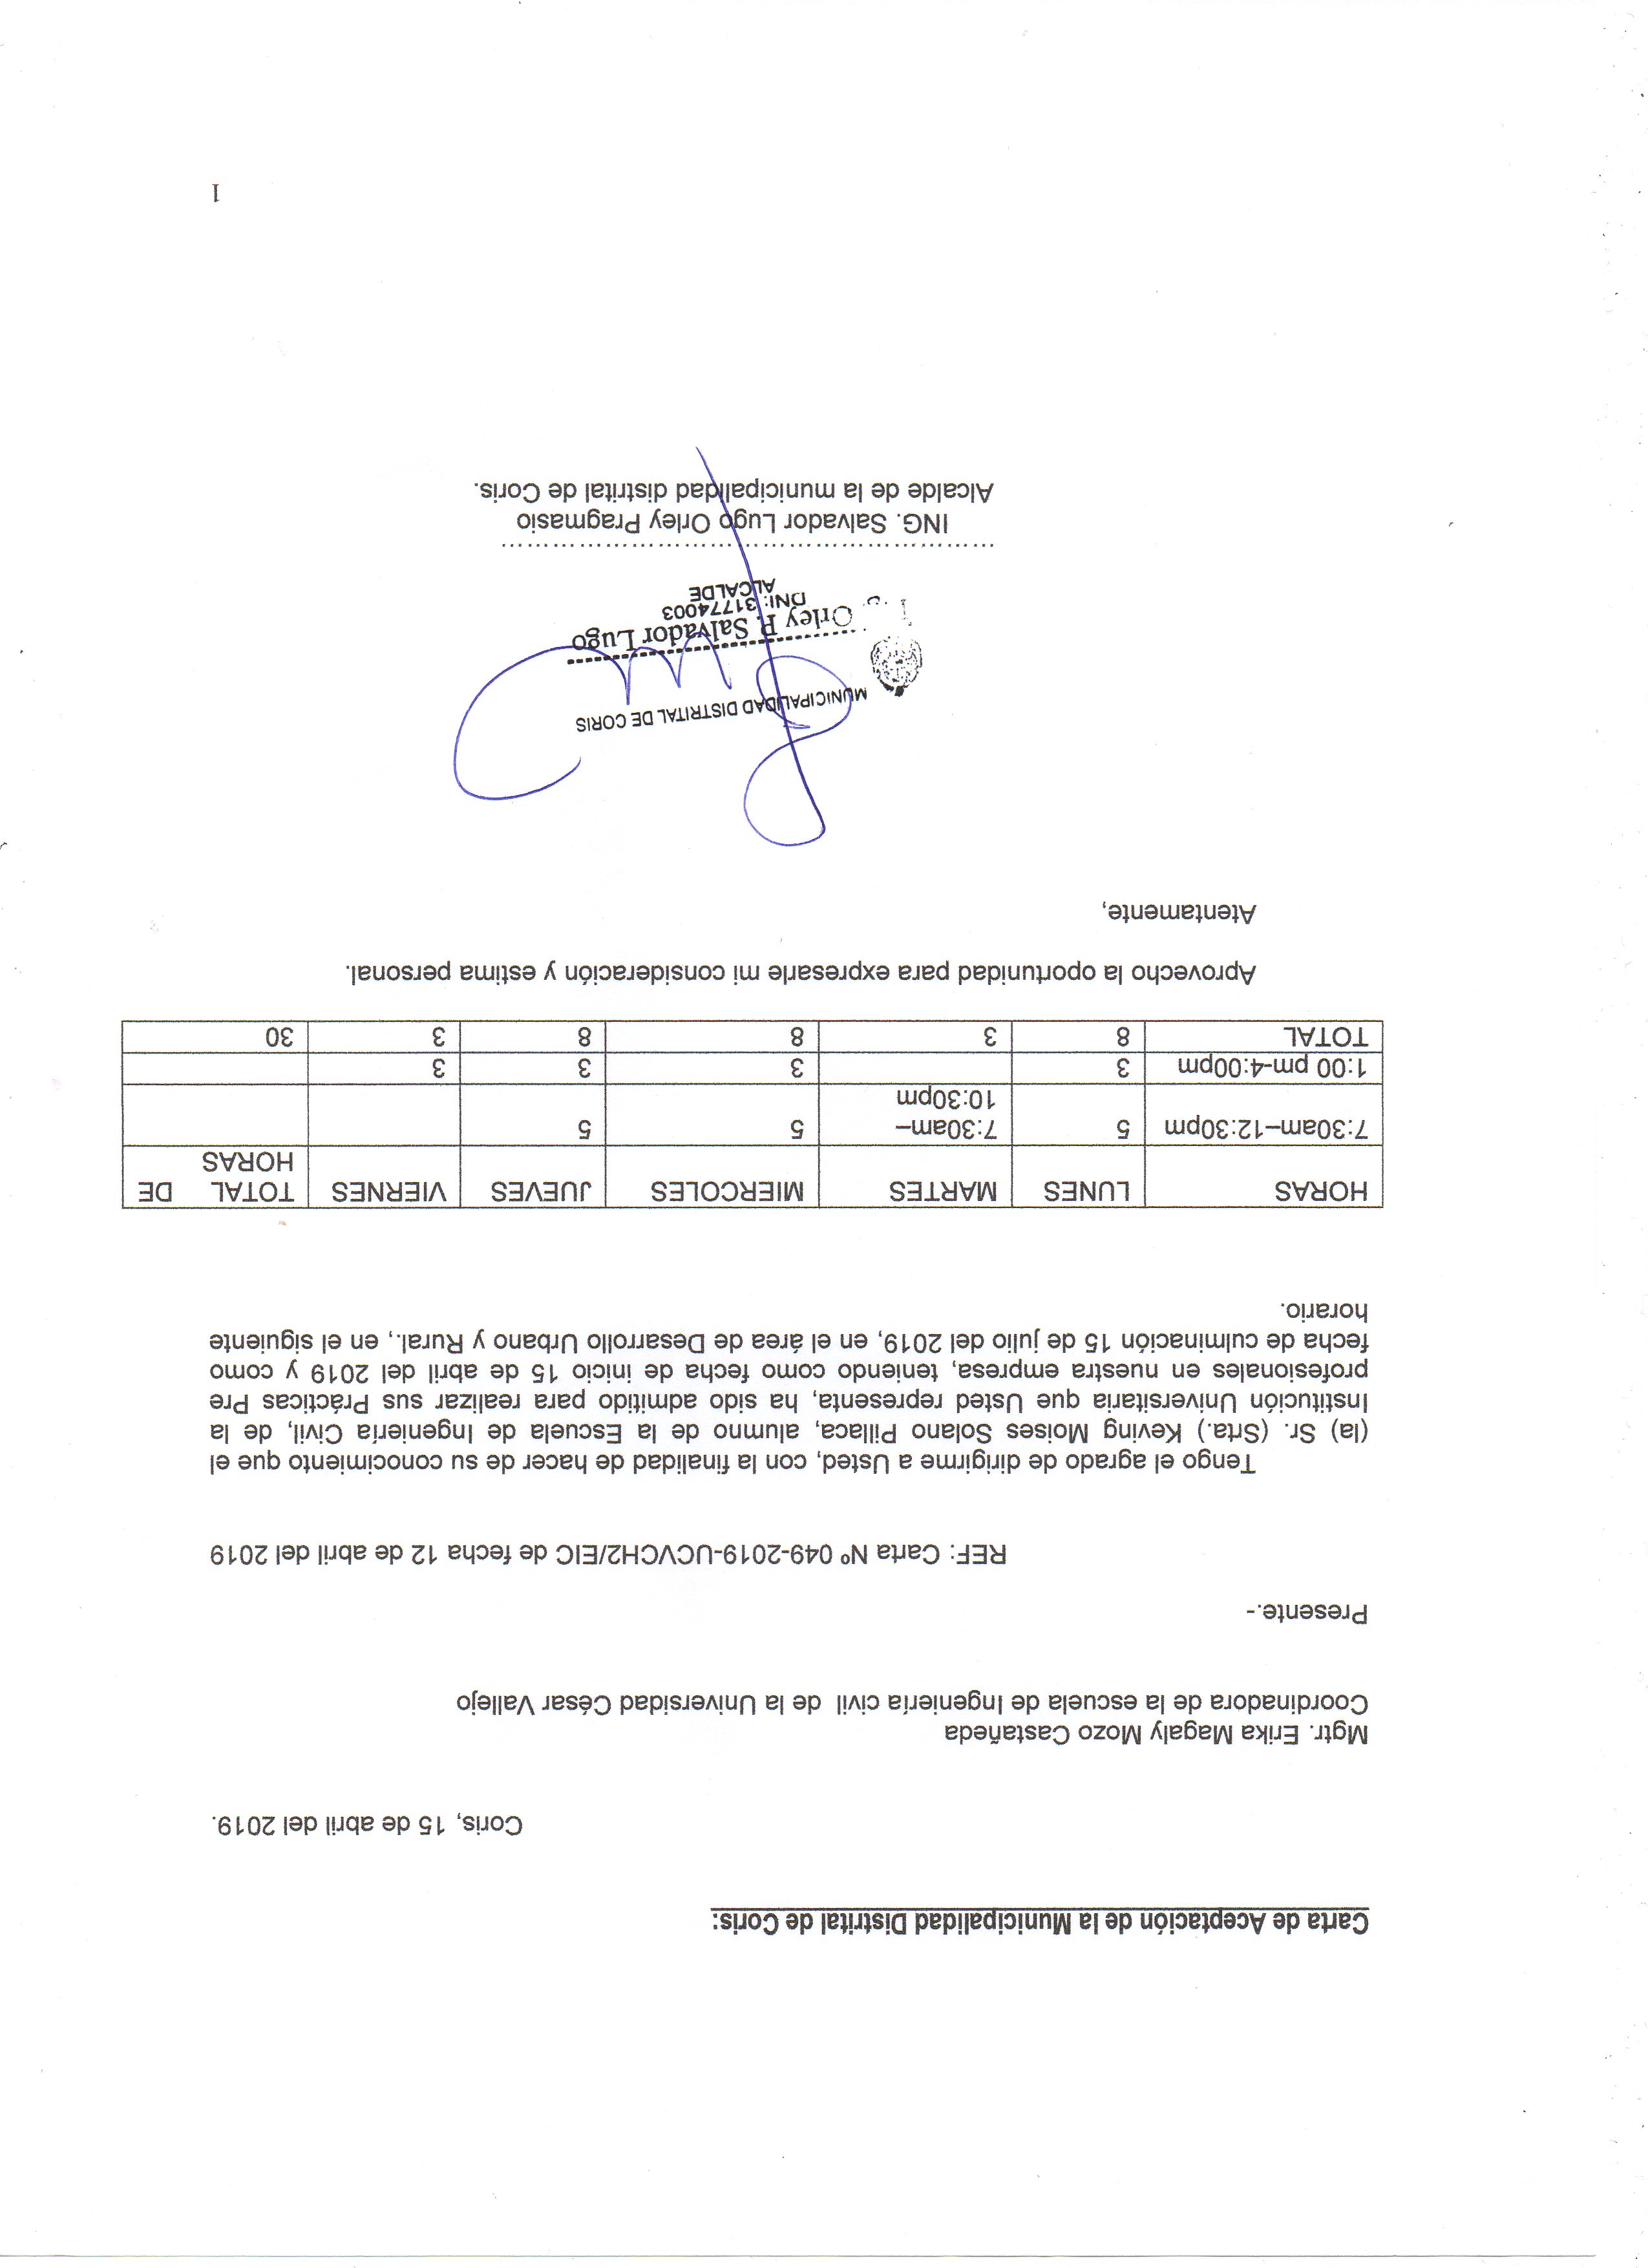 Carta de Aceptación de la Municipalidad Distrital de Coris:
Coris, 15 de abril del 2019.
Mgtr. Erika Magaly Mozo Castañeda
Coordinadora de la escuela de Ingeniería civil de la Universidad César Vallejo
Presente.-
REF: Carta Nº 049-2019-UCVCH2/EIC de fecha 12 de abril del 2019
Tengo el agrado de dirigirme a Usted, con la finalidad de hacer de su conocimiento que el
(la) Sr. (Srta.) Keving Moises Solano Pillaca, alumno de la Escuela de Ingeniería Civil, de la
Institución Universitaria que Usted representa, ha sido admitido para realizar sus Prácticas Pre
profesionales en nuestra empresa, teniendo como fecha de inicio 15 de abril del 2019 y como
fecha de culminación 15 de julio del 2019, en el área de Desarrollo Urbano y Rural., en el siguiente
horario.
HORAS LUNES MARTES MIERCOLES JUEVES VIERNES TOTAL DE
HORAS
7:30am–12:30pm 5 7:30am– 5 5
10:30pm
1:00 pm-4:00pm 3 3 3 3
TOTAL 8 3 8 8 3 30
Aprovecho la oportunidad para expresarle mi consideración y estima personal.
Atentamente,
MUNICIPALIDAD DISTRITAL DE CORIS
Orley P. Salvador Lugo
DNI: 31774003
ALCALDE
ING. Salvador Lugo Orley Pragmasio
Alcalde de la municipalidad distrital de Coris.
1